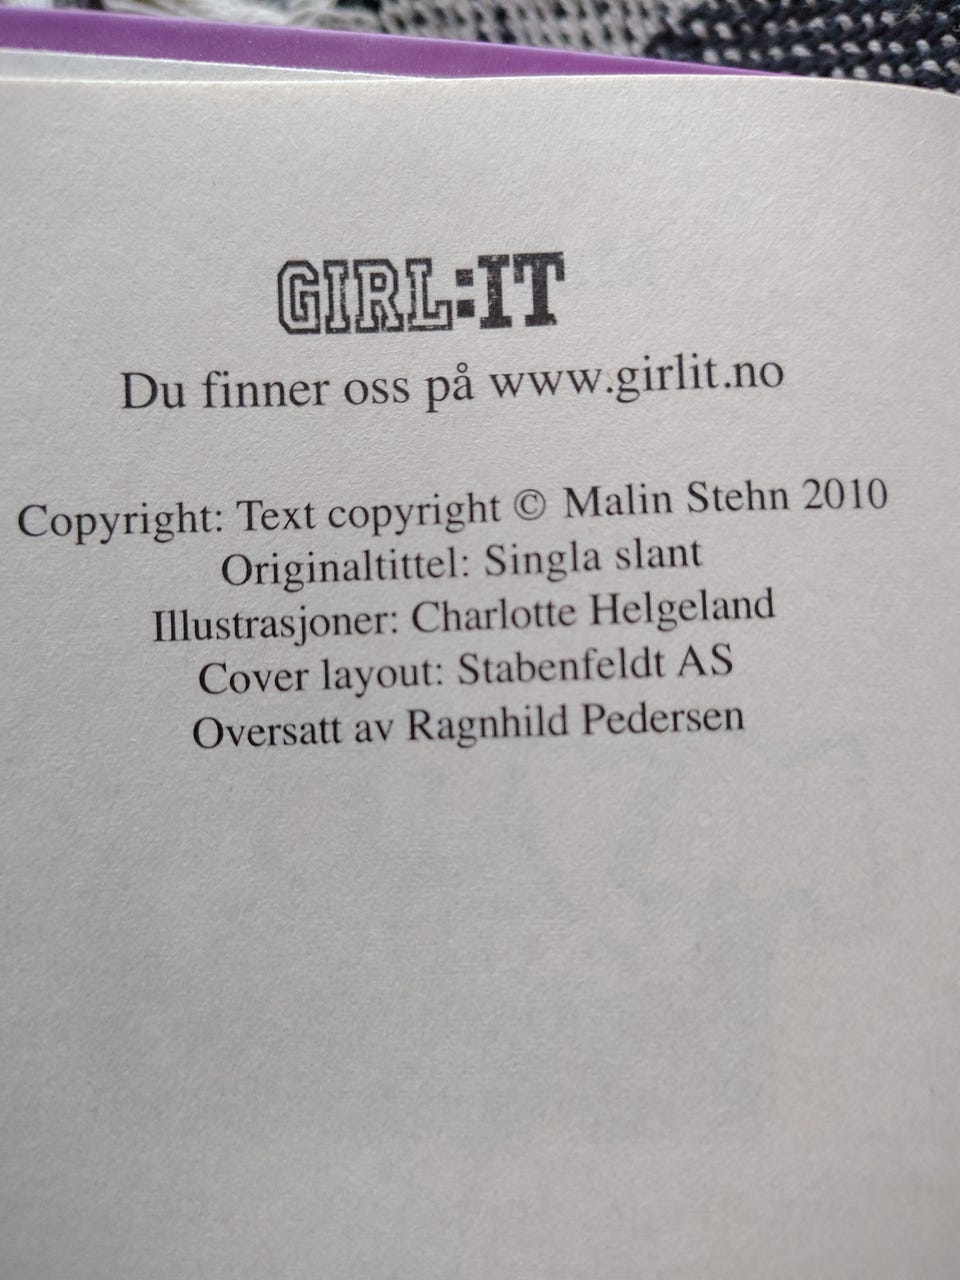 GIRL:IT
Du finner oss på www.girlit.no
Copyright: Text copyright © Malin Stehn 2010
Originaltittel: Singla slant
Illustrasjoner: Charlotte Helgeland
Cover layout: Stabenfeldt AS
Oversatt av Ragnhild Pedersen